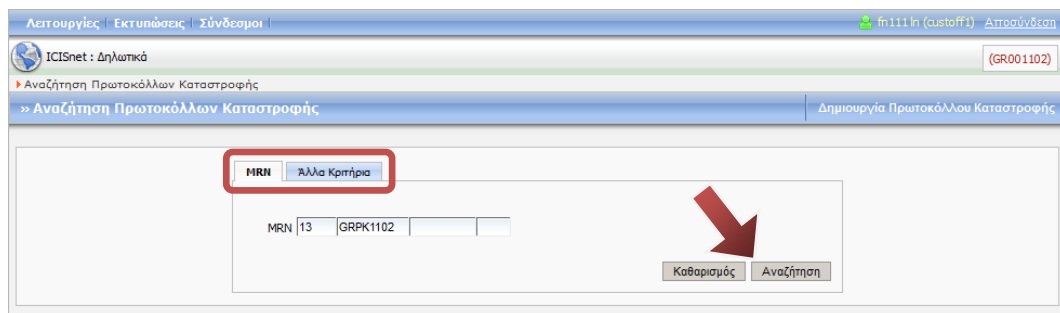 Λειτουργίες | Εκτυπώσεις | Σύνδεσμοι | fn111 ln (custoff1) Αποσύνδεση
ICISnet : Δηλωτικά (GR001102)
Αναζήτηση Πρωτοκόλλων Καταστροφής
» Αναζήτηση Πρωτοκόλλων Καταστροφής Δημιουργία Πρωτοκόλλου Καταστροφής
MRN Άλλα Κριτήρια
MRN 13 GRPK1102
Καθαρισμός Αναζήτηση